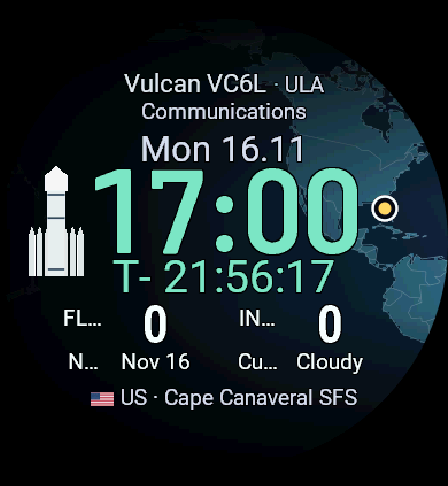 Vulcan VC6L · ULA
Communications
Mon 16.11
17:00
T- 21:56:17
FL... 0 IN... 0
N... Nov 16 Cu... Cloudy
US · Cape Canaveral SFS